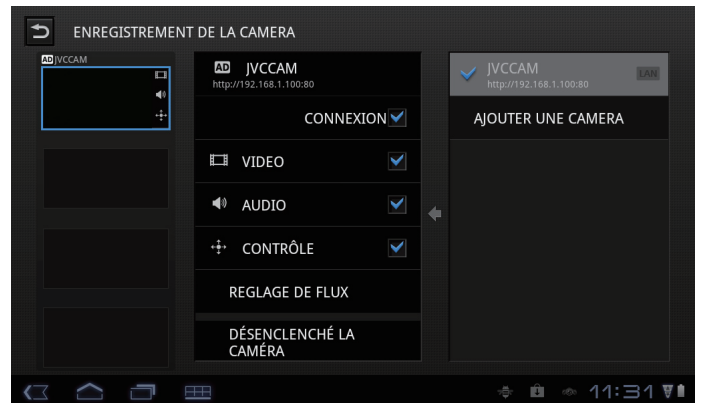 ENREGISTREMENT DE LA CAMERA
AD JVCCAM
AD JVCCAM
http://192.168.1.100:80
CONNEXION
VIDEO
AUDIO
CONTRÔLE
REGLAGE DE FLUX
DÉSENCLENCHÉ LA
CAMÉRA
JVCCAM LAN
http://192.168.1.100:80
AJOUTER UNE CAMERA
11:31